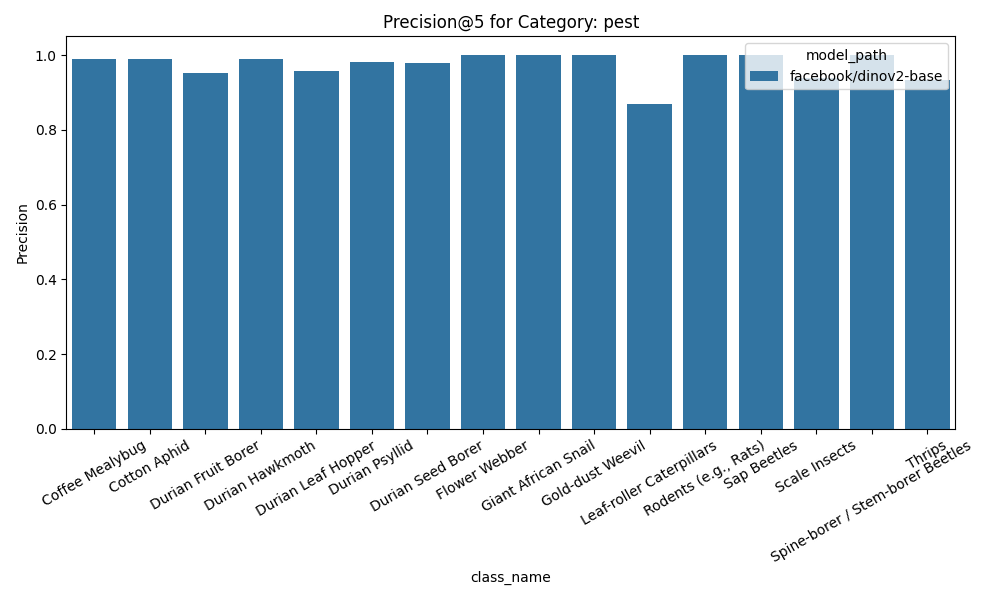 Precision@5 for Category: pest
model_path
facebook/dinov2-base
Precision
1.0
0.8
0.6
0.4
0.2
0.0
Coffee Mealybug
Cotton Aphid
Durian Fruit Borer
Durian Hawkmoth
Durian Leaf Hopper
Durian Psyllid
Durian Seed Borer
Flower Webber
Giant African Snail
Gold-dust Weevil
Leaf-roller Caterpillars
Rodents (e.g., Rats)
Sap Beetles
Scale Insects
Spine-borer / Stem-borer Beetles
Thrips
class_name